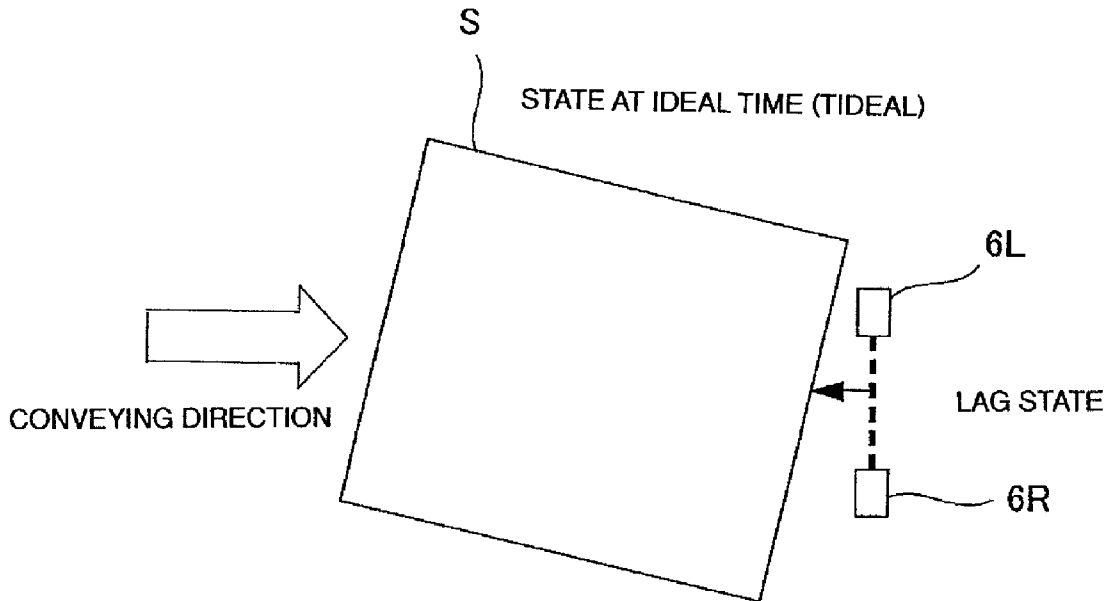 S
STATE AT IDEAL TIME (TIDEAL)
6L
CONVEYING DIRECTION
LAG STATE
6R